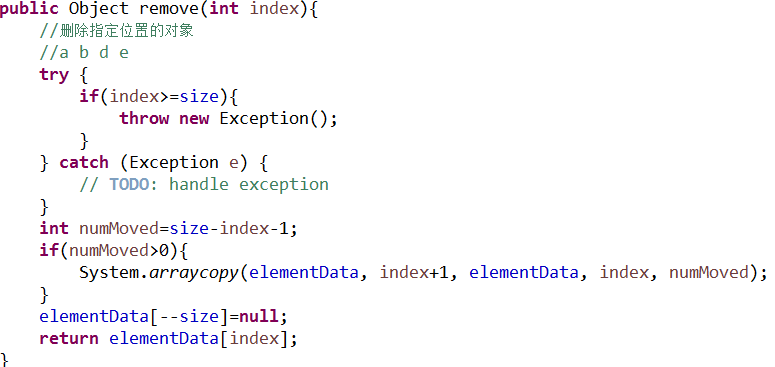 public Object remove(int index){
//删除指定位置的对象
//a b d e
try {
if(index>=size){
throw new Exception();
}
} catch (Exception e) {
// TODO: handle exception
}
int numMoved=size-index-1;
if(numMoved>0){
System.arraycopy(elementData, index+1, elementData, index, numMoved);
}
elementData[--size]=null;
return elementData[index];
}